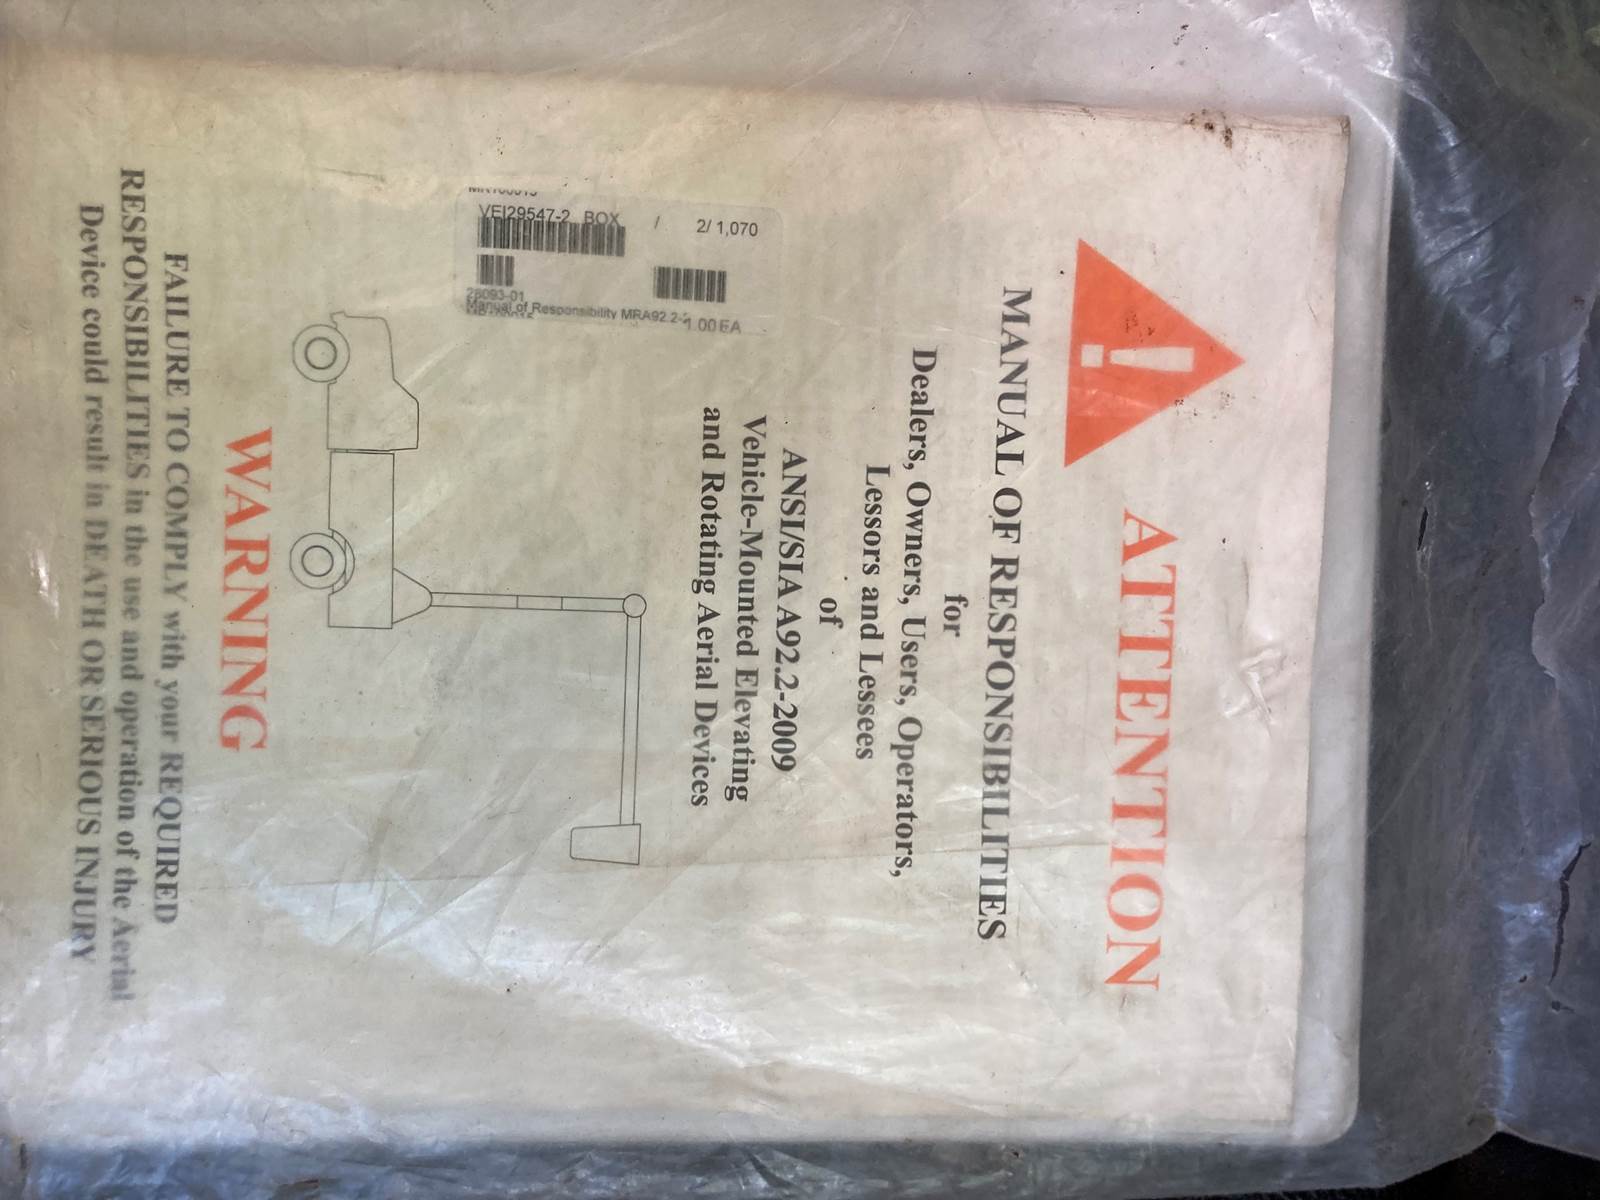 ATTENTION
MANUAL OF RESPONSIBILITIES
for
Dealers, Owners, Users, Operators,
Lessors and Lessees
of
ANSI/SIA A92.2-2009
Vehicle-Mounted Elevating
and Rotating Aerial Devices
VEI29547-2 BOX / 2/ 1,070
28093-01
Manual of Responsibility MRA92.2-2
1.00 EA
WARNING
FAILURE TO COMPLY with your REQUIRED
RESPONSIBILITIES in the use and operation of the Aerial
Device could result in DEATH OR SERIOUS INJURY